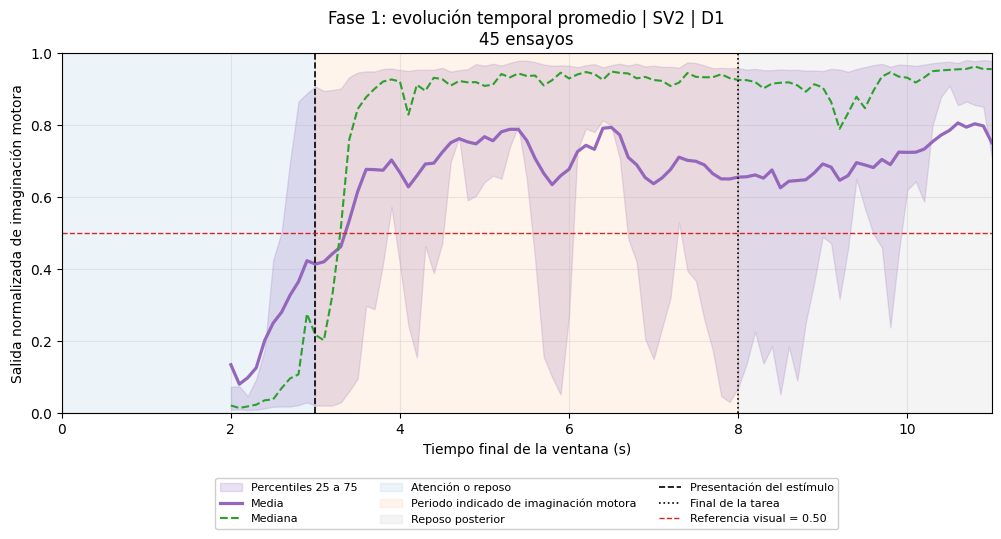 Fase 1: evolución temporal promedio | SV2 | D1
45 ensayos
Salida normalizada de imaginación motora
1.0
0.8
0.6
0.4
0.2
0.0
0 2 4 6 8 10
Tiempo final de la ventana (s)
Percentiles 25 a 75
Media
Mediana
Atención o reposo
Periodo indicado de imaginación motora
Reposo posterior
Presentación del estímulo
Final de la tarea
Referencia visual = 0.50